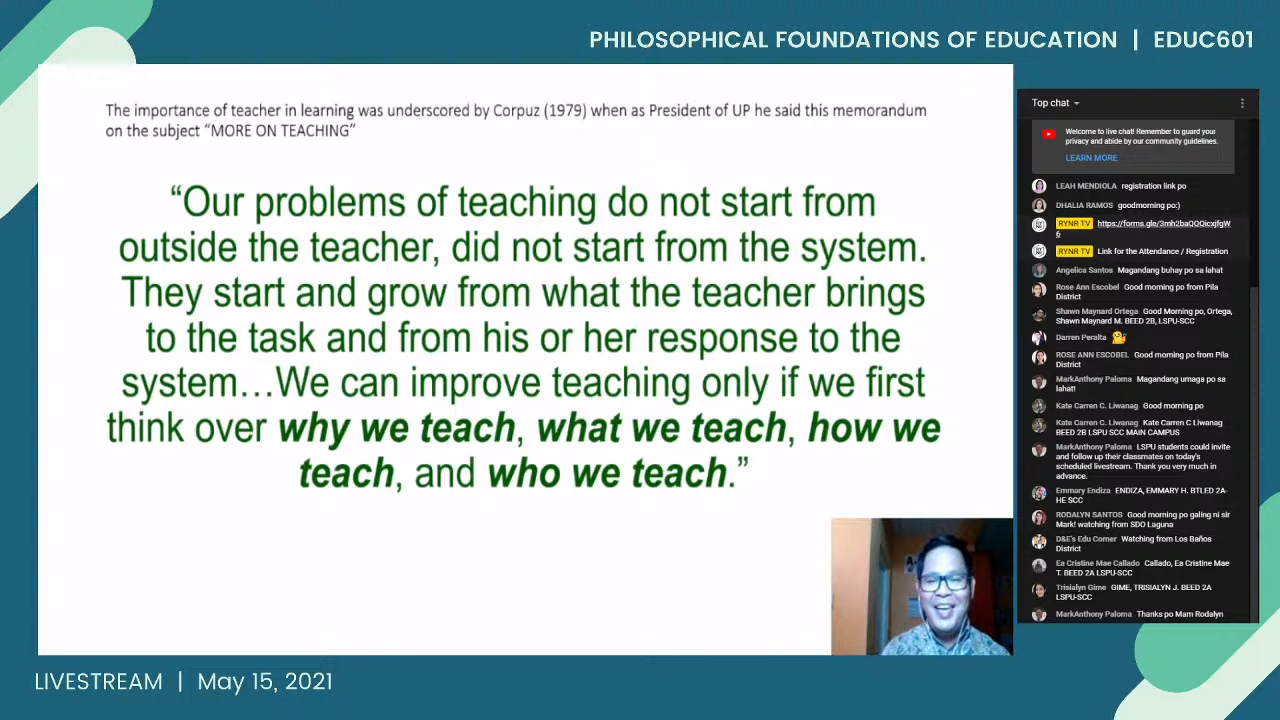 PHILOSOPHICAL FOUNDATIONS OF EDUCATION | EDUC601
The importance of teacher in learning was underscored by Corpuz (1979) when as President of UP he said this memorandum
on the subject “MORE ON TEACHING”
“Our problems of teaching do not start from
outside the teacher, did not start from the system.
They start and grow from what the teacher brings
to the task and from his or her response to the
system…We can improve teaching only if we first
think over why we teach, what we teach, how we
teach, and who we teach.”
Top chat
Welcome to live chat! Remember to guard your
privacy and abide by our community guidelines.
LEARN MORE
LEAH MENDIOLA registration link po
DHALIA RAMOS goodmorning po:)
RYNR TV
RYNR TV Link for the Attendance / Registration
Angelica Santos Magandang buhay po sa lahat
Rose Ann Escobel Good morning po from Pila
District
Shawn Maynard Ortega Good Morning po, Ortega,
Shawn Maynard M. BEED 2B, LSPU-SCC
Darren Peralta
ROSE ANN ESCOBEL Good morning po from Pila
District
MarkAnthony Paloma Magandang umaga po sa
lahat!
Kate Carren C. Liwanag Good morning po
Kate Carren C. Liwanag Kate Carren C Liwanag
BEED 2B LSPU SCC MAIN CAMPUS
MarkAnthony Paloma LSPU students could invite
and follow up their classmates on today's
scheduled livestream. Thank you very much in
advance.
Emmary Endiza ENDIZA, EMMARY H. BTLED 2A-
HE SCC
RODALYN SANTOS Good morning po galing ni sir
Mark! watching from SDO Laguna
D&E's Edu Corner Watching from Los Baños
District
Ea Cristine Mae Callado Callado, Ea Cristine Mae
T. BEED 2A LSPU-SCC
Trisialyn Gime GIME, TRISIALYN J. BEED 2A
LSPU-SCC
MarkAnthony Paloma Thanks po Mam Rodalyn
LIVESTREAM | May 15, 2021